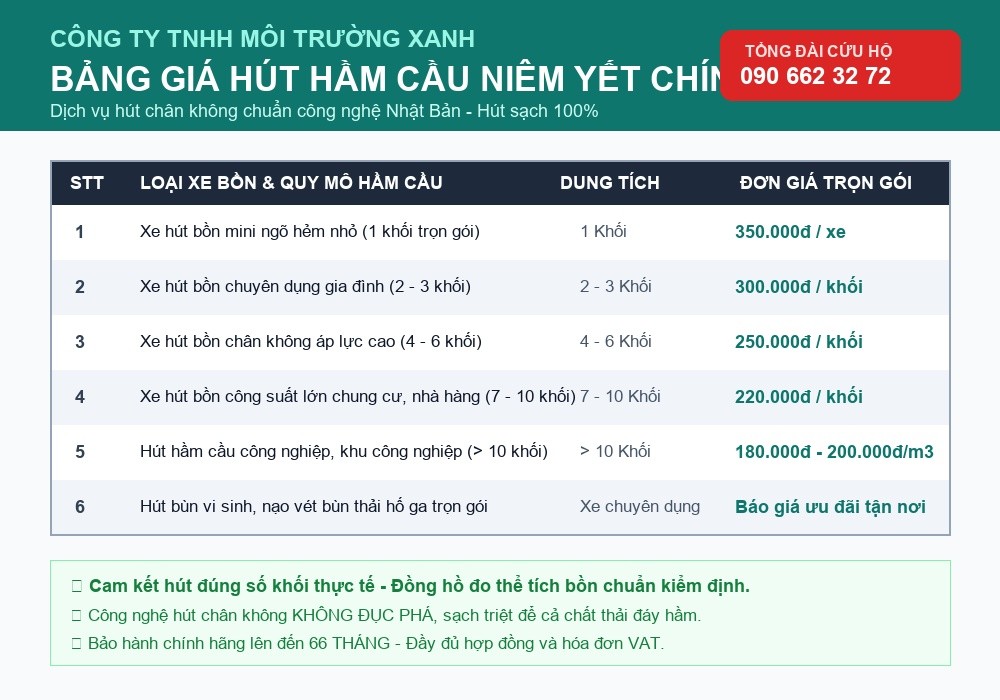 CÔNG TY TNHH MÔI TRƯỜNG XANH
BẢNG GIÁ HÚT HẦM CẦU NIÊM YẾT CHÍN
Dịch vụ hút chân không chuẩn công nghệ Nhật Bản - Hút sạch 100%
TỔNG ĐÀI CỨU HỘ
090 662 32 72
STT LOẠI XE BỒN & QUY MÔ HẦM CẦU DUNG TÍCH ĐƠN GIÁ TRỌN GÓI
1 Xe hút bồn mini ngõ hẻm nhỏ (1 khối trọn gói) 1 Khối 350.000đ / xe
2 Xe hút bồn chuyên dụng gia đình (2 - 3 khối) 2 - 3 Khối 300.000đ / khối
3 Xe hút bồn chân không áp lực cao (4 - 6 khối) 4 - 6 Khối 250.000đ / khối
4 Xe hút bồn công suất lớn chung cư, nhà hàng (7 - 10 khối) 7 - 10 Khối 220.000đ / khối
5 Hút hầm cầu công nghiệp, khu công nghiệp (> 10 khối) > 10 Khối 180.000đ - 200.000đ/m3
6 Hút bùn vi sinh, nạo vét bùn thải hố ga trọn gói Xe chuyên dụng Báo giá ưu đãi tận nơi
Cam kết hút đúng số khối thực tế - Đồng hồ đo thể tích bồn chuẩn kiểm định.
Công nghệ hút chân không KHÔNG ĐỤC PHÁ, sạch triệt để cả chất thải đáy hầm.
Bảo hành chính hãng lên đến 66 THÁNG - Đầy đủ hợp đồng và hóa đơn VAT.